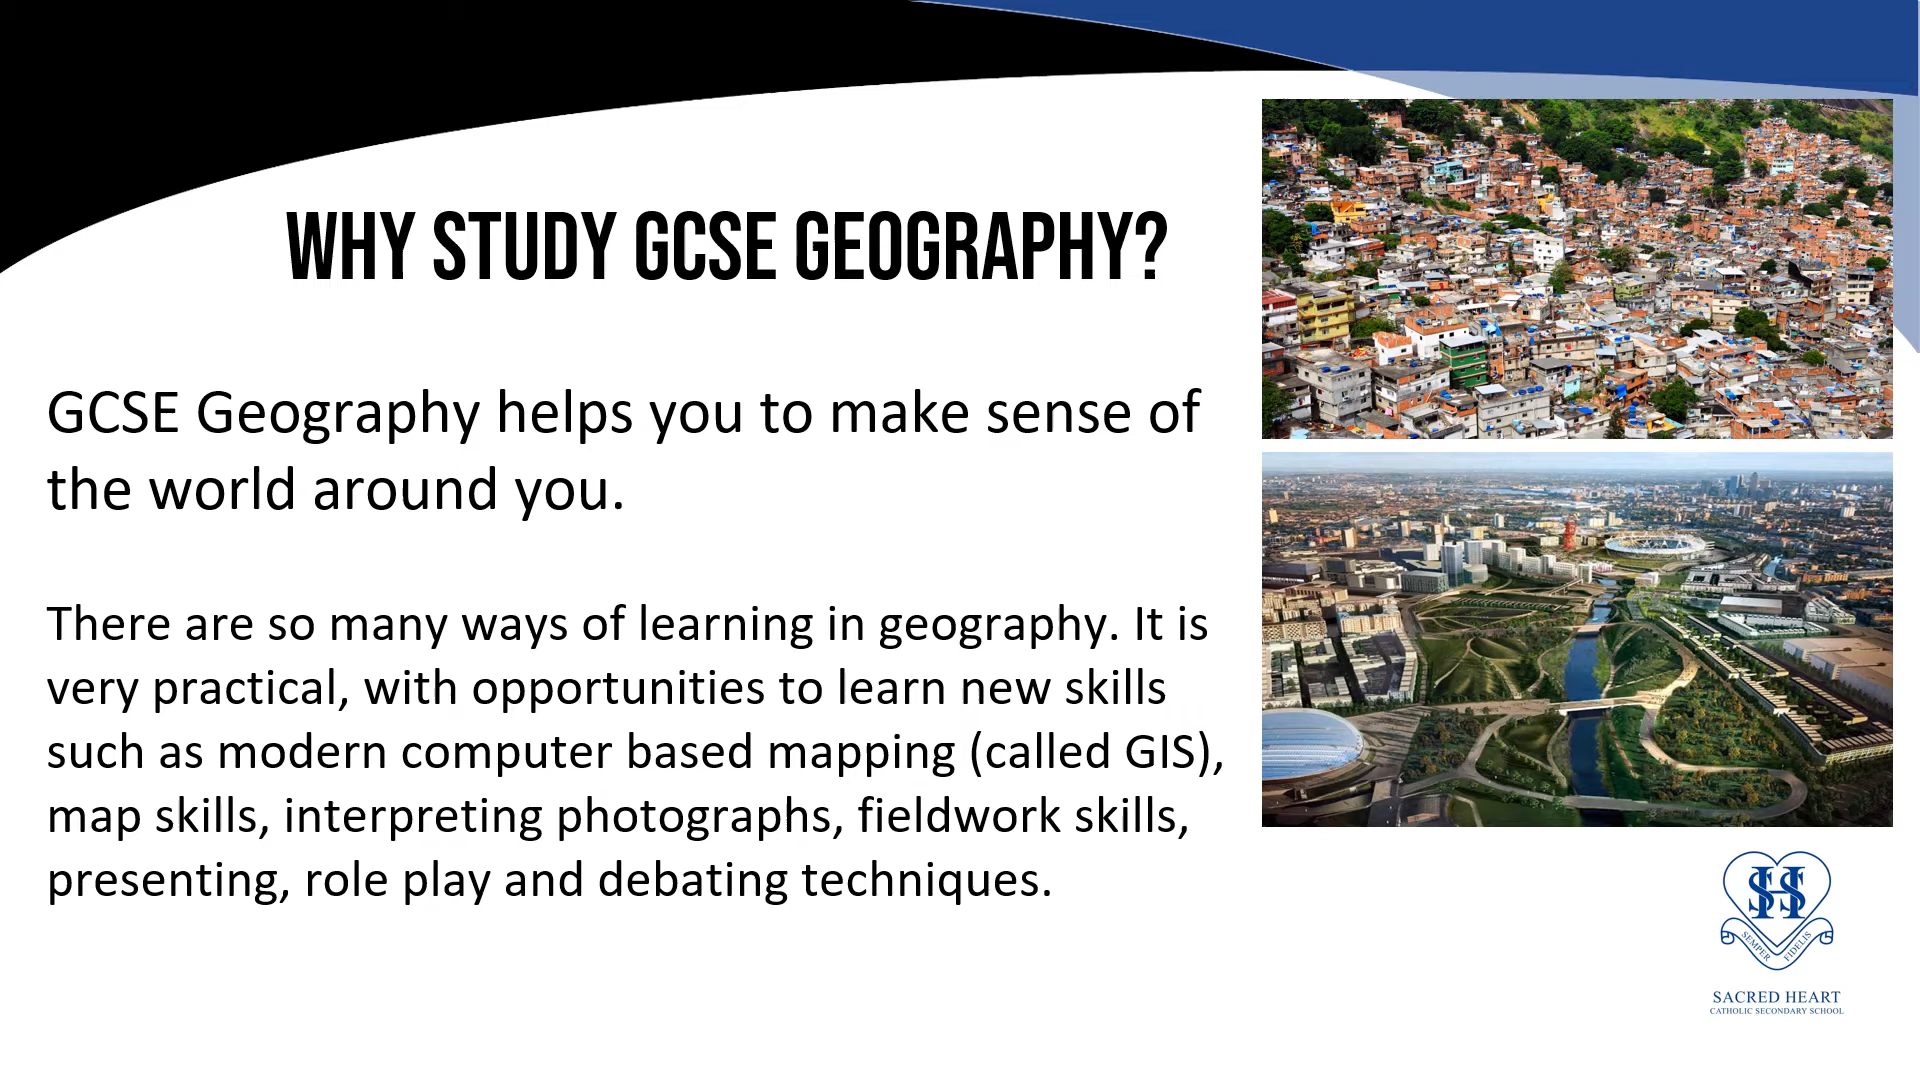 WHY STUDY GCSE GEOGRAPHY?
GCSE Geography helps you to make sense of
the world around you.
There are so many ways of learning in geography. It is
very practical, with opportunities to learn new skills
such as modern computer based mapping (called GIS),
map skills, interpreting photographs, fieldwork skills,
presenting, role play and debating techniques.
SHS
SEMPER FIDELIS
SACRED HEART
CATHOLIC SECONDARY SCHOOL